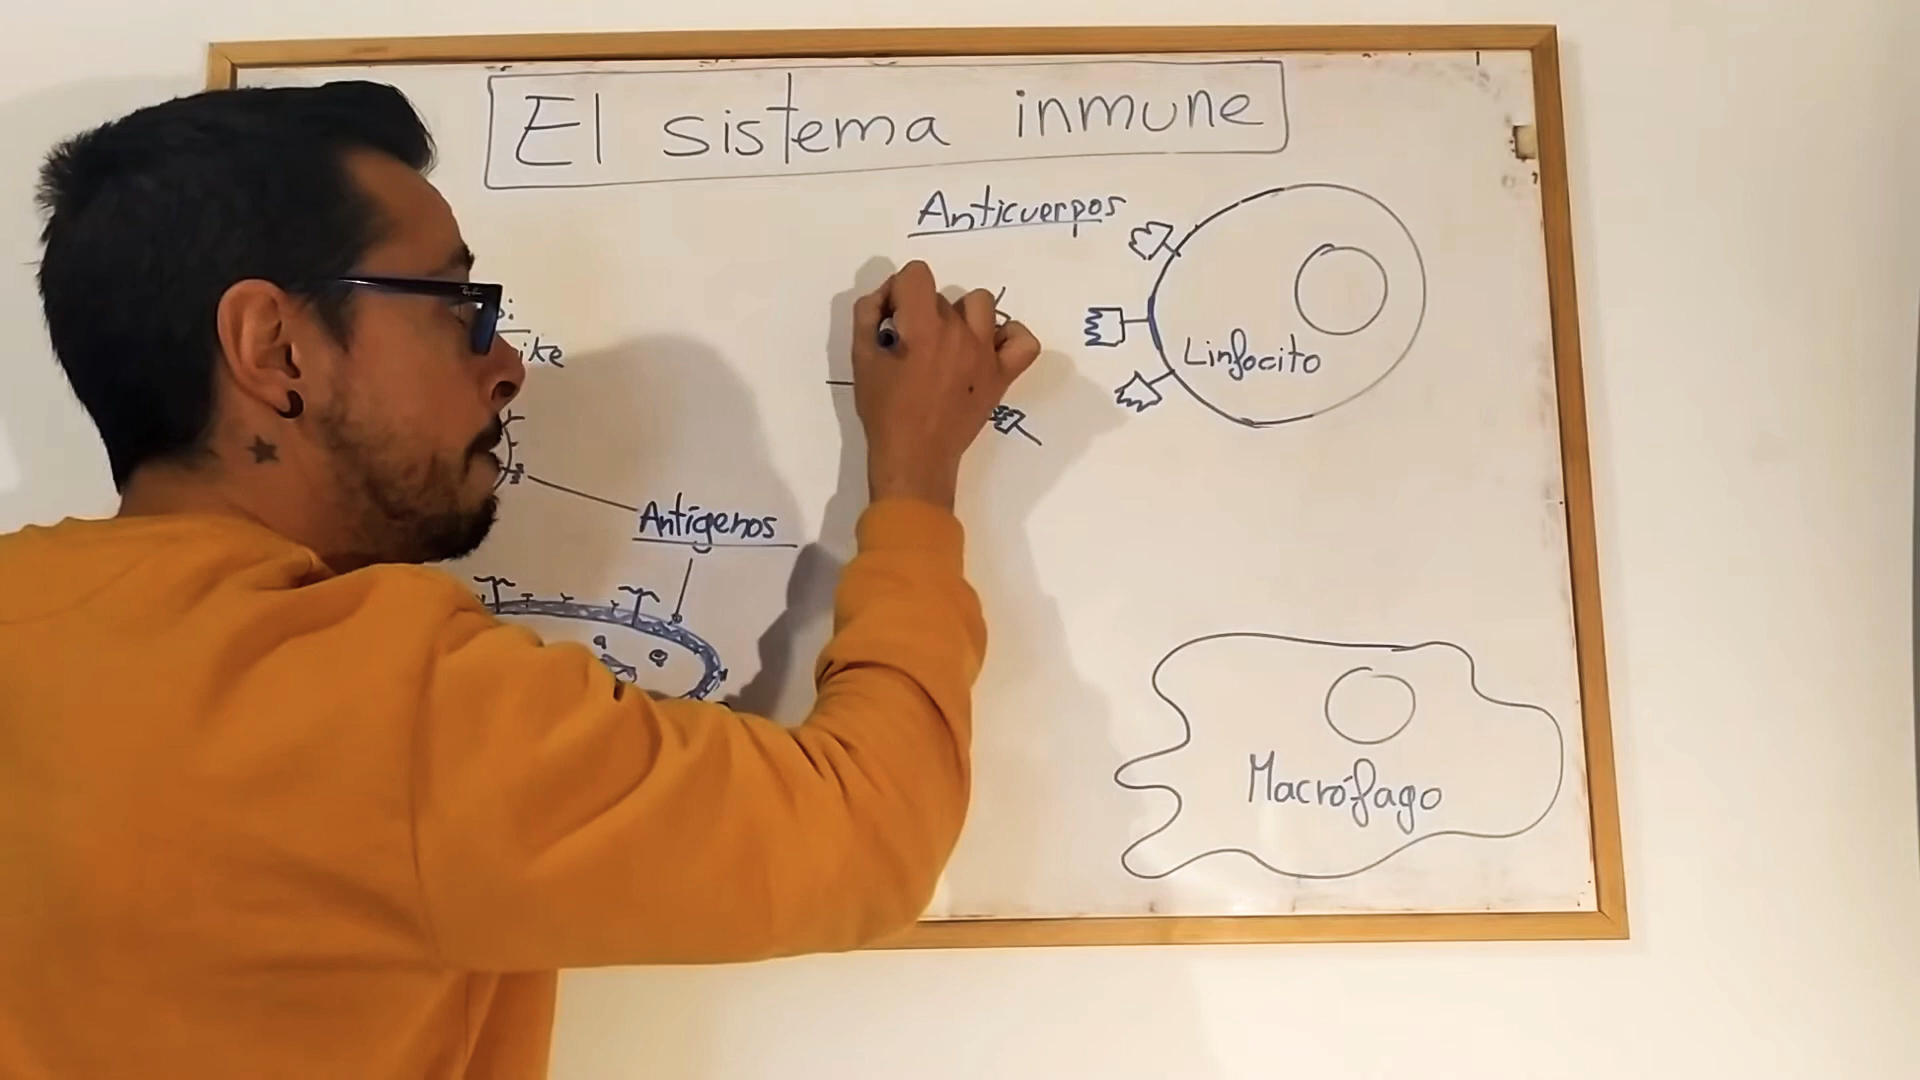 El sistema inmune
Anticuerpos
Linfocito
Antígenos
Macrófago